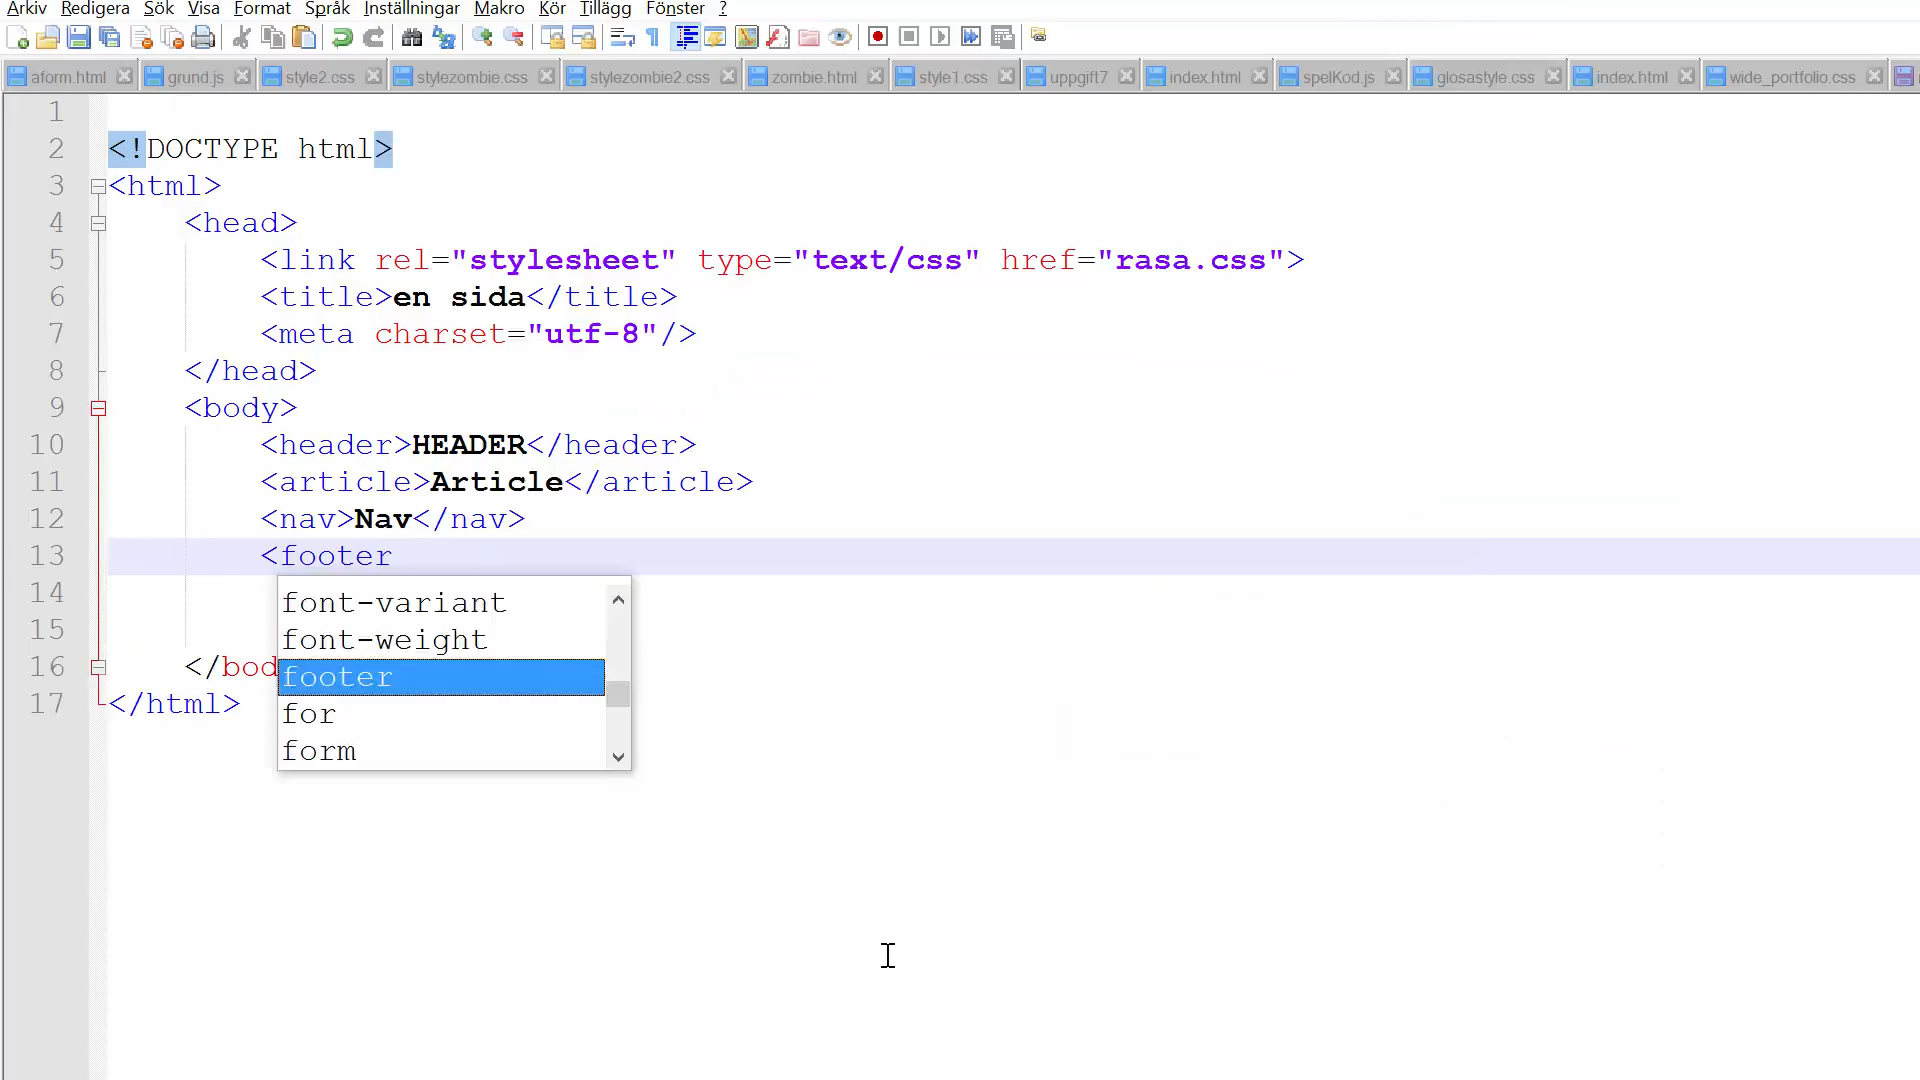 Arkiv Redigera Sök Visa Format Språk Inställningar Makro Kör Tillägg Fönster ?
aform.html grund.js style2.css stylezombie.css stylezombie2.css zombie.html style1.css uppgift7 index.html spelKod.js glosastyle.css index.html wide_portfolio.css
1
2 <!DOCTYPE html>
3 <html>
4 <head>
5 <link rel="stylesheet" type="text/css" href="rasa.css">
6 <title>en sida</title>
7 <meta charset="utf-8"/>
8 </head>
9 <body>
10 <header>HEADER</header>
11 <article>Article</article>
12 <nav>Nav</nav>
13 <footer
14 font-variant
15 font-weight
16 </bod footer
17 </html> for
form